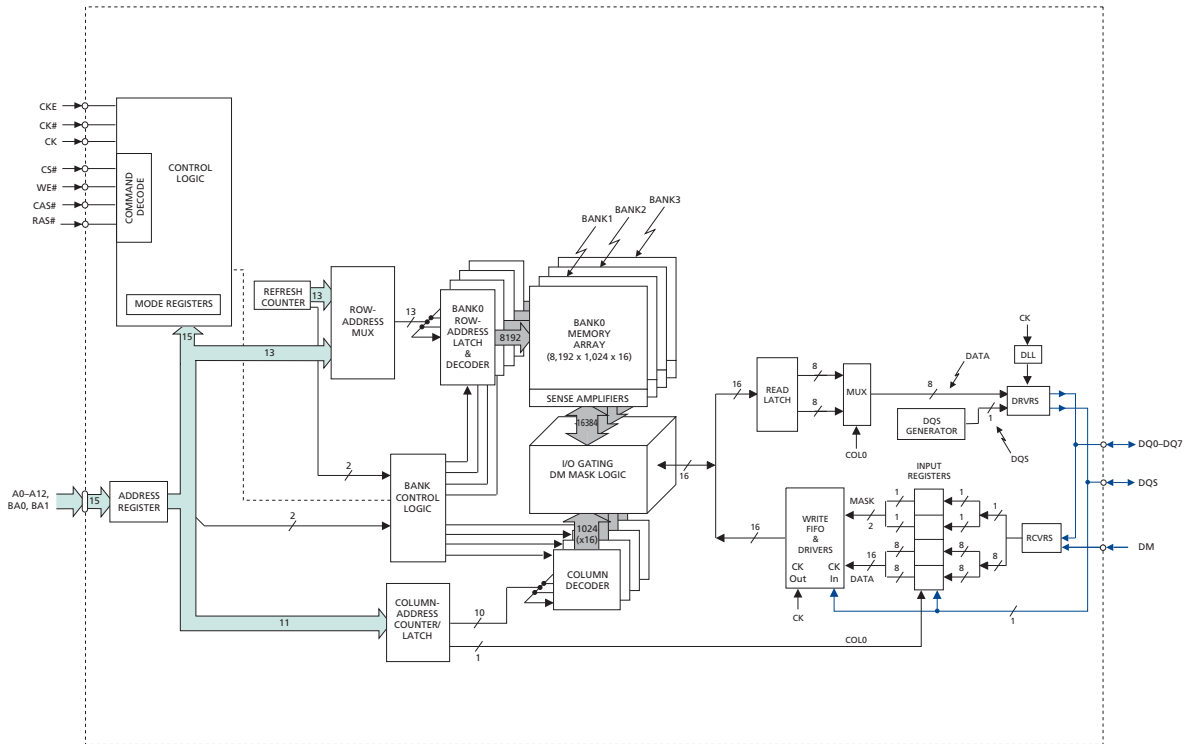 CKE
CK#
CK
CS#
WE#
CAS#
RAS#
COMMAND
DECODE
CONTROL
LOGIC
MODE REGISTERS
15
REFRESH
COUNTER
13
13
ROW-
ADDRESS
MUX
13
BANK0
ROW-
ADDRESS
LATCH
&
DECODER
8192
BANK1
BANK2
BANK3
BANK0
MEMORY
ARRAY
(8,192 x 1,024 x 16)
SENSE AMPLIFIERS
16384
I/O GATING
DM MASK LOGIC
16
A0–A12,
BA0, BA1
15
ADDRESS
REGISTER
2
2
BANK
CONTROL
LOGIC
1024
(x16)
COLUMN
DECODER
11
COLUMN-
ADDRESS
COUNTER/
LATCH
10
1
COL0
16
READ
LATCH
8
8
MUX
COL0
8
DATA
DQS
GENERATOR
1
DQS
CK
DLL
DRVRS
DQ0–DQ7
DQS
DM
INPUT
REGISTERS
16
WRITE
FIFO
&
DRIVERS
CK
Out
CK
In
CK
MASK
2
16
DATA
1
1
8
8
1
1
8
8
1
8
RCVRS
1